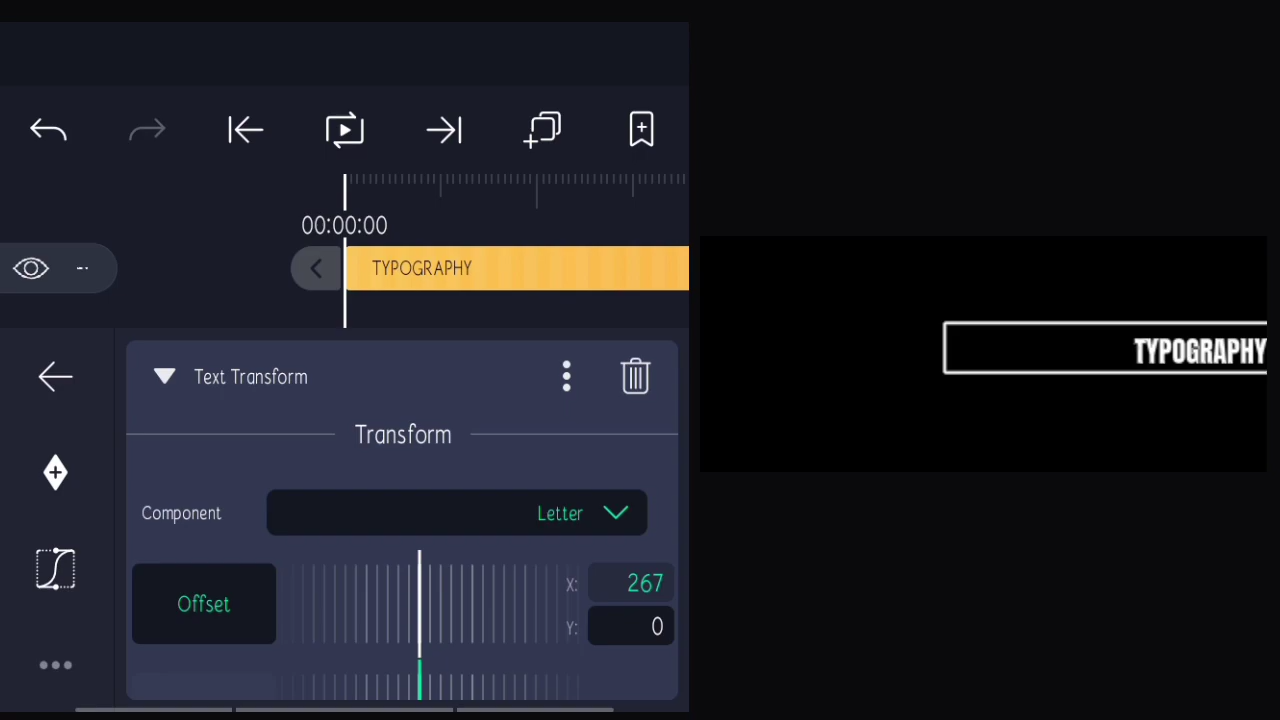 00:00:00
TYPOGRAPHY
Text Transform
Transform
Component
Letter
Offset
X: 267
Y: 0
TYPOGRAPHY